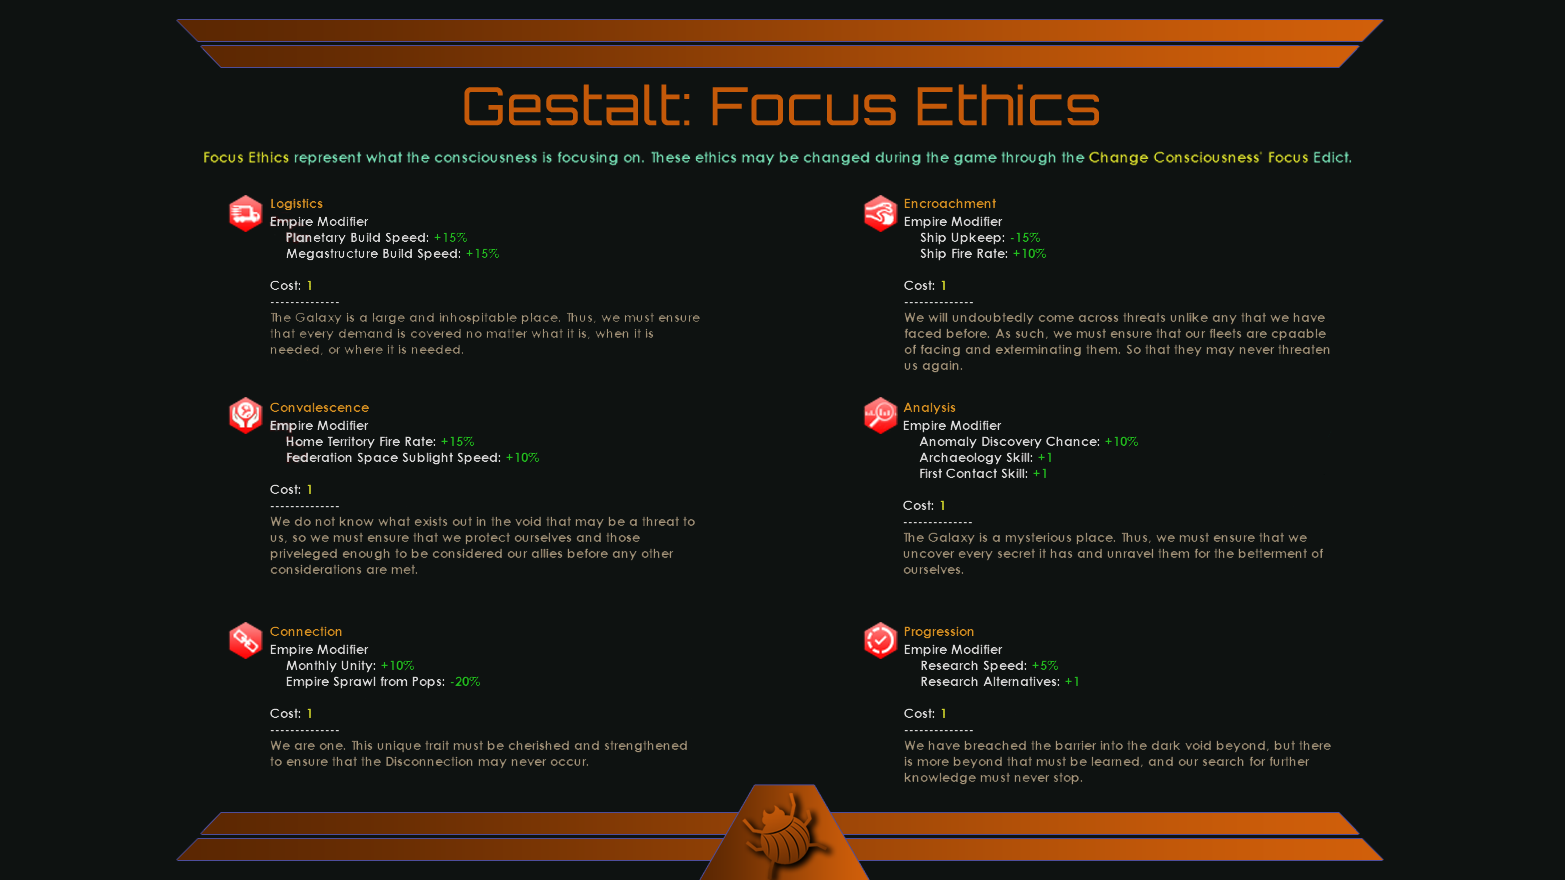 Gestalt: Focus Ethics
Focus Ethics represent what the consciousness is focusing on. These ethics may be changed during the game through the Change Consciousness' Focus Edict.
Logistics
Empire Modifier
Planetary Build Speed: +15%
Megastructure Build Speed: +15%
Cost: 1
--------------
The Galaxy is a large and inhospitable place. Thus, we must ensure
that every demand is covered no matter what it is, when it is
needed, or where it is needed.
Encroachment
Empire Modifier
Ship Upkeep: -15%
Ship Fire Rate: +10%
Cost: 1
--------------
We will undoubtedly come across threats unlike any that we have
faced before. As such, we must ensure that our fleets are cpaable
of facing and exterminating them. So that they may never threaten
us again.
Convalescence
Empire Modifier
Home Territory Fire Rate: +15%
Federation Space Sublight Speed: +10%
Cost: 1
--------------
We do not know what exists out in the void that may be a threat to
us, so we must ensure that we protect ourselves and those
priveleged enough to be considered our allies before any other
considerations are met.
Analysis
Empire Modifier
Anomaly Discovery Chance: +10%
Archaeology Skill: +1
First Contact Skill: +1
Cost: 1
--------------
The Galaxy is a mysterious place. Thus, we must ensure that we
uncover every secret it has and unravel them for the betterment of
ourselves.
Connection
Empire Modifier
Monthly Unity: +10%
Empire Sprawl from Pops: -20%
Cost: 1
--------------
We are one. This unique trait must be cherished and strengthened
to ensure that the Disconnection may never occur.
Progression
Empire Modifier
Research Speed: +5%
Research Alternatives: +1
Cost: 1
--------------
We have breached the barrier into the dark void beyond, but there
is more beyond that must be learned, and our search for further
knowledge must never stop.